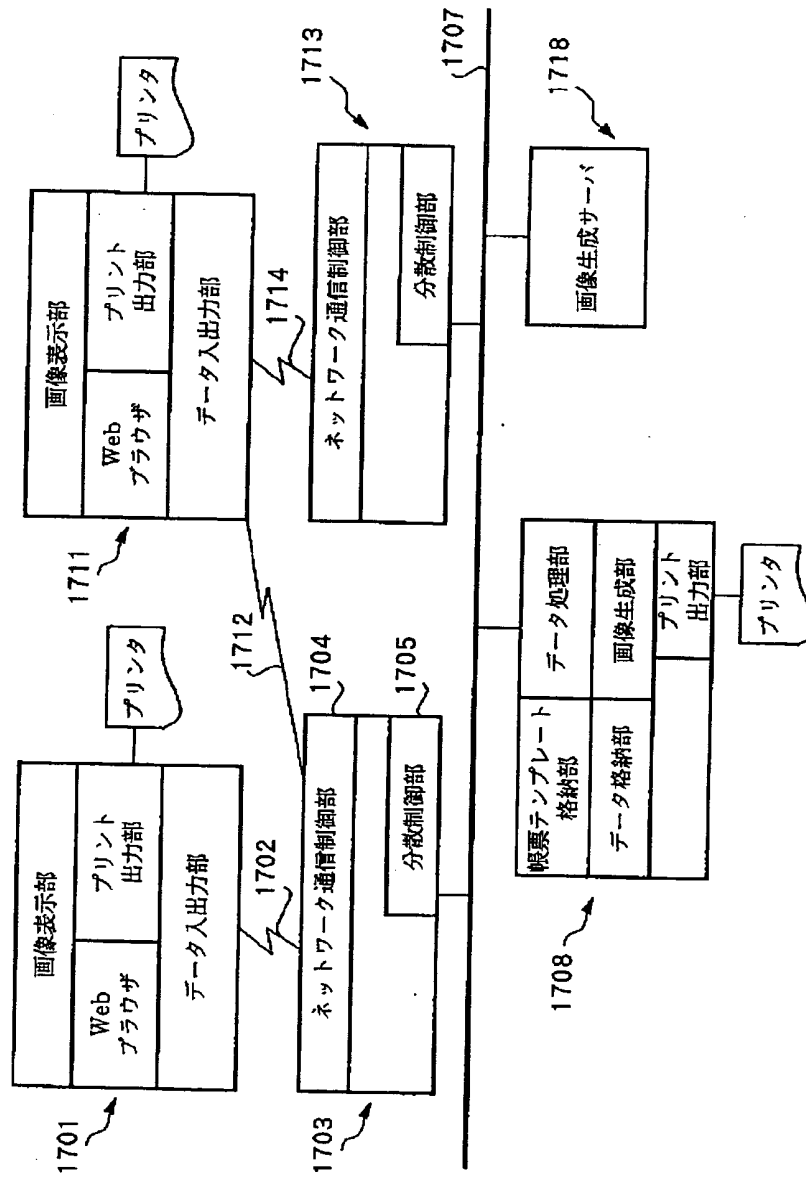 1701
画像表示部
Web
ブラウザ
プリント
出力部
データ入出力部
プリンタ
1702
1711
画像表示部
Web
ブラウザ
プリント
出力部
データ入出力部
プリンタ
1712
1714
1703
ネットワーク通信制御部
1704
分散制御部
1705
ネットワーク通信制御部
分散制御部
1713
1707
1708
帳票テンプレート
格納部
データ処理部
データ格納部
画像生成部
プリント
出力部
プリンタ
画像生成サーバ
1718